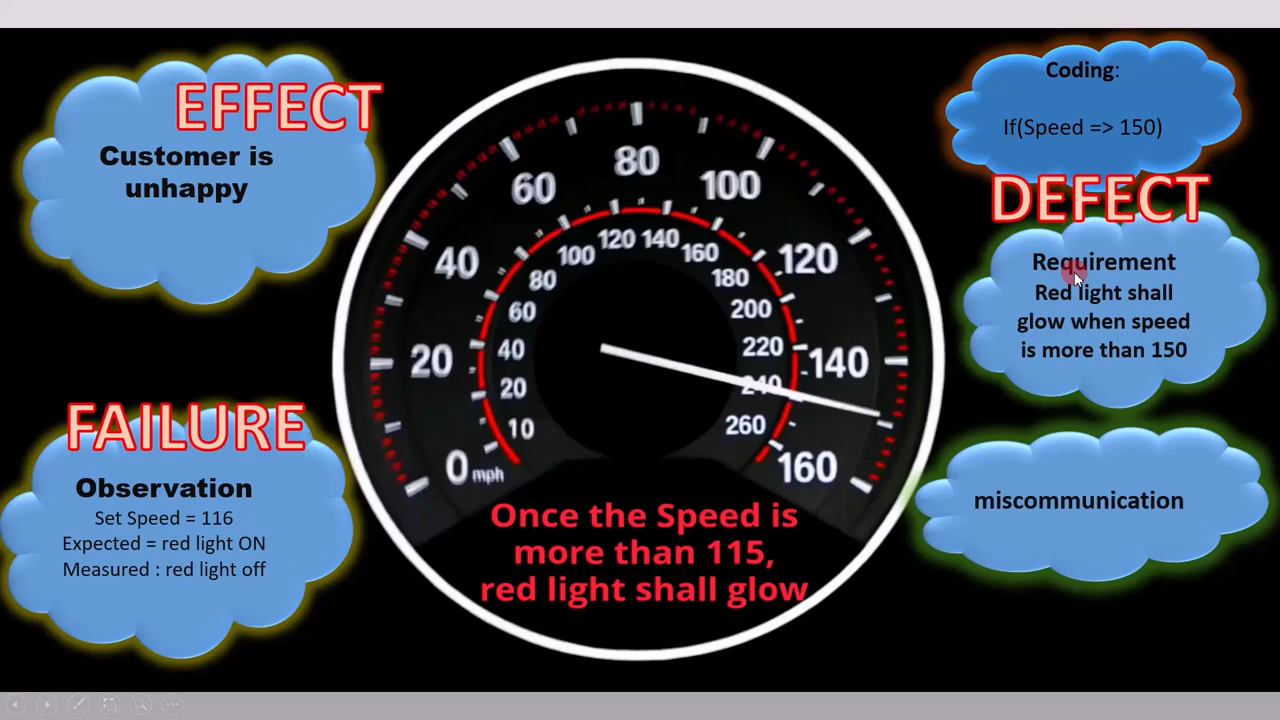 EFFECT
Customer is
unhappy
FAILURE
Observation
Set Speed = 116
Expected = red light ON
Measured : red light off
80
60
100
40
120
20
140
0 mph
160
120
140
100
160
80
180
60
200
40
220
20
240
10
260
Once the Speed is
more than 115,
red light shall glow
Coding:
If(Speed => 150)
DEFECT
Requirement
Red light shall
glow when speed
is more than 150
miscommunication